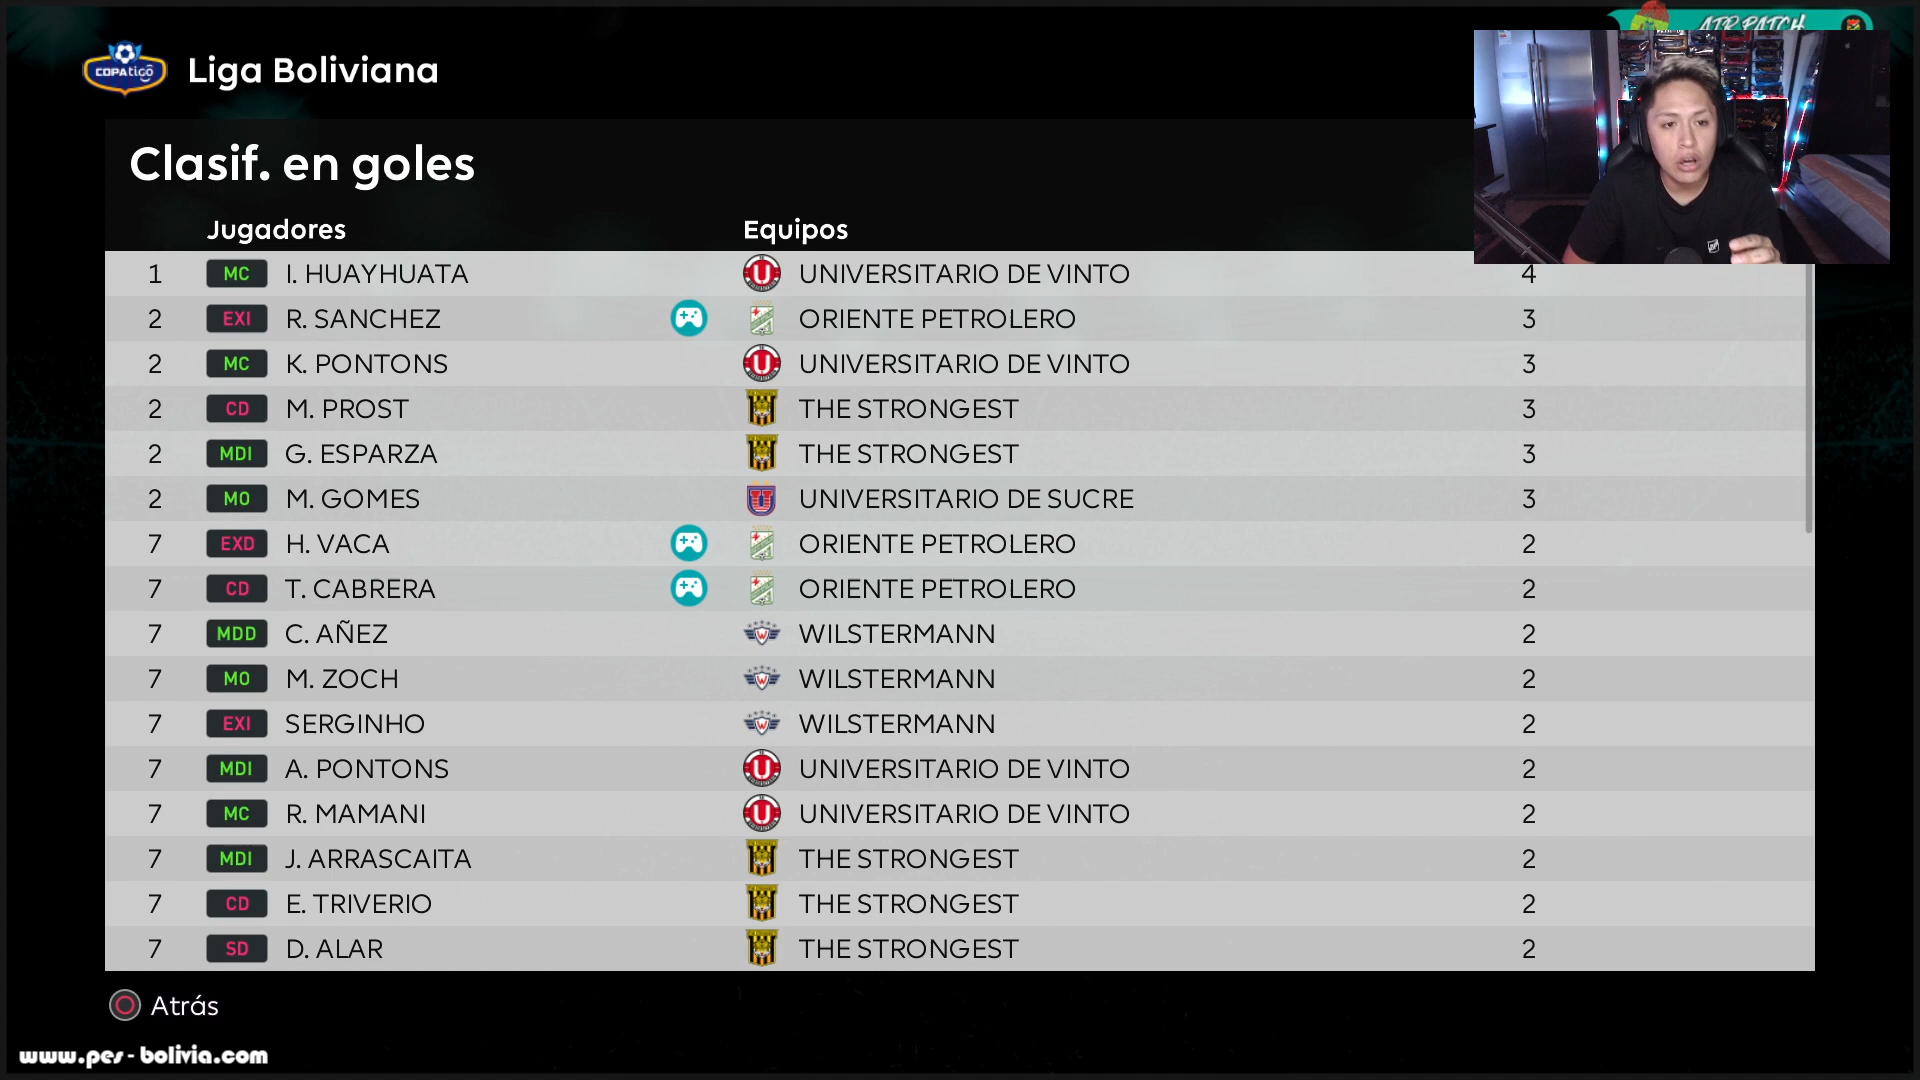 ATR PATCH
COPA tigo
Liga Boliviana
Clasif. en goles
Jugadores Equipos
1 MC I. HUAYHUATA UNIVERSITARIO DE VINTO 4
2 EXI R. SANCHEZ ORIENTE PETROLERO 3
2 MC K. PONTONS UNIVERSITARIO DE VINTO 3
2 CD M. PROST THE STRONGEST 3
2 MDI G. ESPARZA THE STRONGEST 3
2 MO M. GOMES UNIVERSITARIO DE SUCRE 3
7 EXD H. VACA ORIENTE PETROLERO 2
7 CD T. CABRERA ORIENTE PETROLERO 2
7 MDD C. AÑEZ WILSTERMANN 2
7 MO M. ZOCH WILSTERMANN 2
7 EXI SERGINHO WILSTERMANN 2
7 MDI A. PONTONS UNIVERSITARIO DE VINTO 2
7 MC R. MAMANI UNIVERSITARIO DE VINTO 2
7 MDI J. ARRASCAITA THE STRONGEST 2
7 CD E. TRIVERIO THE STRONGEST 2
7 SD D. ALAR THE STRONGEST 2
Atrás
www.pes-bolivia.com